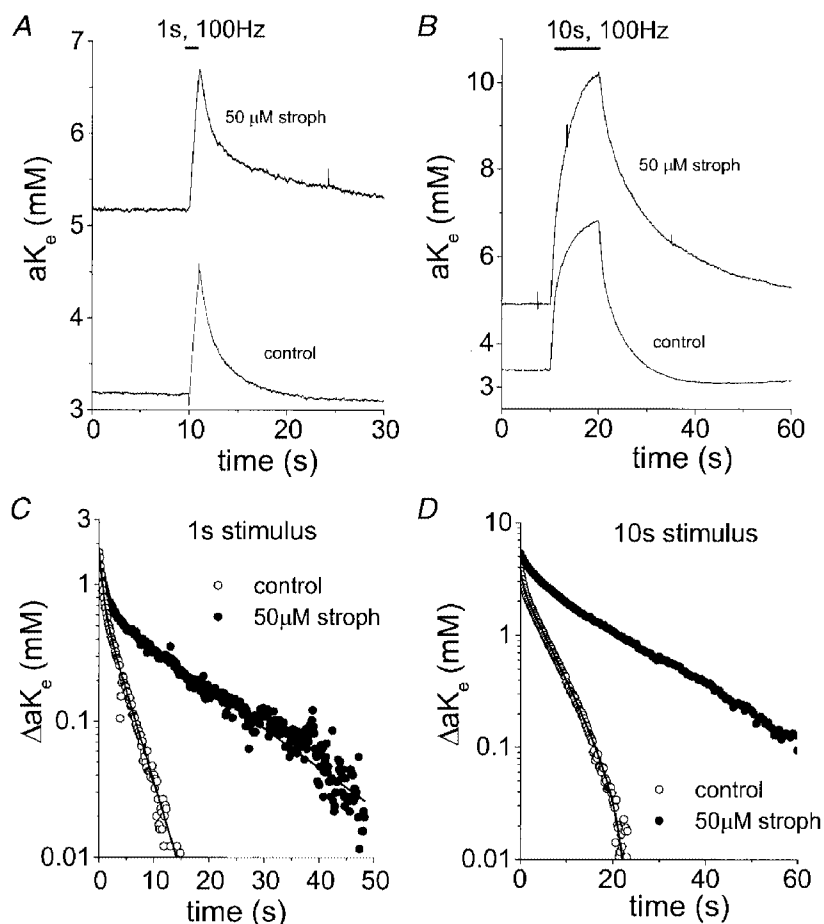 A
1s, 100Hz
7
6
5
4
3
aKe (mM)
50 μM stroph
control
0
10
20
30
time (s)
B
10s, 100Hz
10
8
6
4
3
aKe (mM)
50 μM stroph
control
0
20
40
60
time (s)
C
1s stimulus
3
1
0.1
0.01
ΔaKe (mM)
control
50μM stroph
0
10
20
30
40
50
time (s)
D
10s stimulus
10
1
0.1
0.01
ΔaKe (mM)
control
50μM stroph
0
20
40
60
time (s)